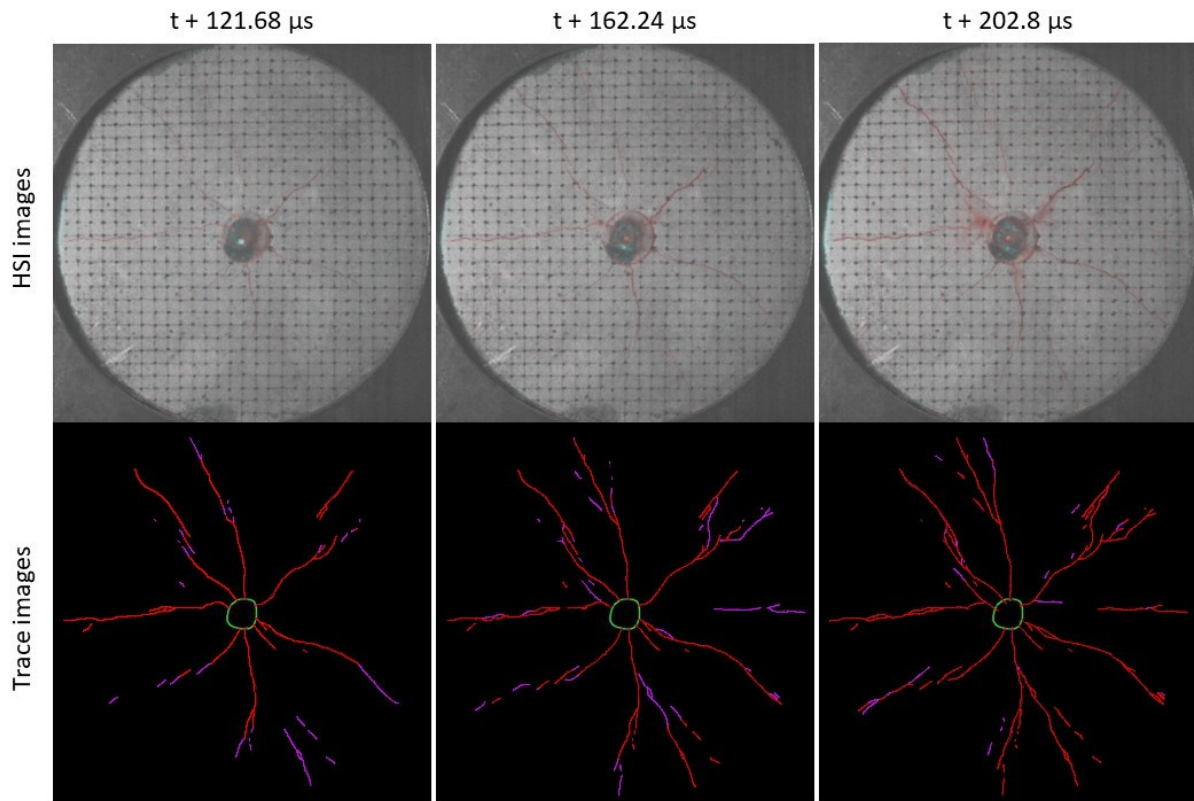 t + 121.68 µs
t + 162.24 µs
t + 202.8 µs
HSI images
Trace images